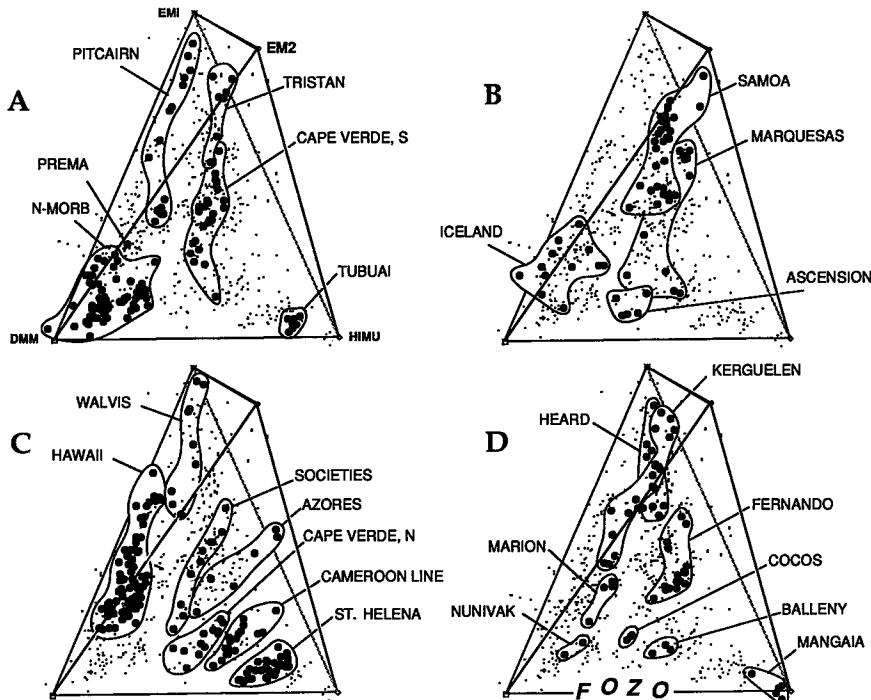 EMI
EM2
PITCAIRN
TRISTAN
A
CAPE VERDE, S
PREMA
N-MORB
TUBUAI
DMM
HIMU
B
SAMOA
MARQUESAS
ICELAND
ASCENSION
WALVIS
C
HAWAII
SOCIETIES
AZORES
CAPE VERDE, N
CAMEROON LINE
ST. HELENA
KERGUELEN
HEARD
D
FERNANDO
MARION
COCOS
NUNIVAK
BALLENY
MANGAIA
FOZO